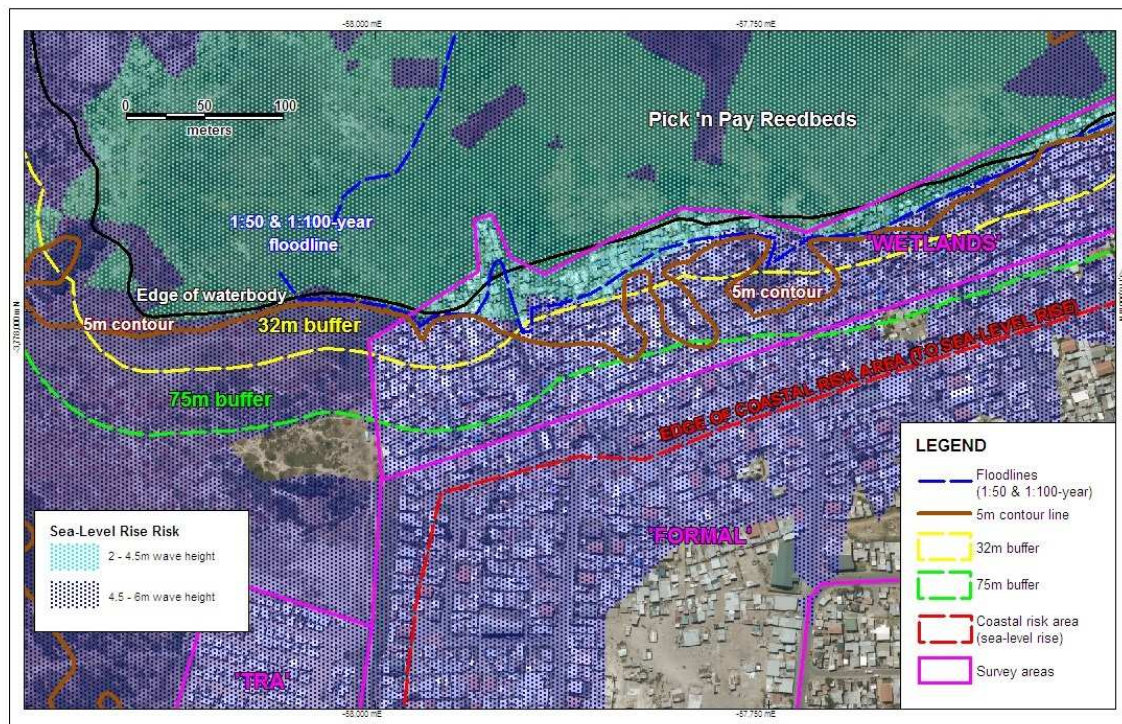 -58,000 mE
-57,750 mE
0 50 100
meters
Pick 'n Pay Reedbeds
1:50 & 1:100-year
floodline
'WETLANDS'
Edge of waterbody
5m contour
5m contour
32m buffer
75m buffer
EDGE OF COASTAL RISK AREA (TO SEA-LEVEL RISE)
-3,778,000 mN
'FORMAL'
'TRA'
Sea-Level Rise Risk
2 - 4.5m wave height
4.5 - 6m wave height
LEGEND
Floodlines
(1:50 & 1:100-year)
5m contour line
32m buffer
75m buffer
Coastal risk area
(sea-level rise)
Survey areas
-58,000 mE
-57,750 mE